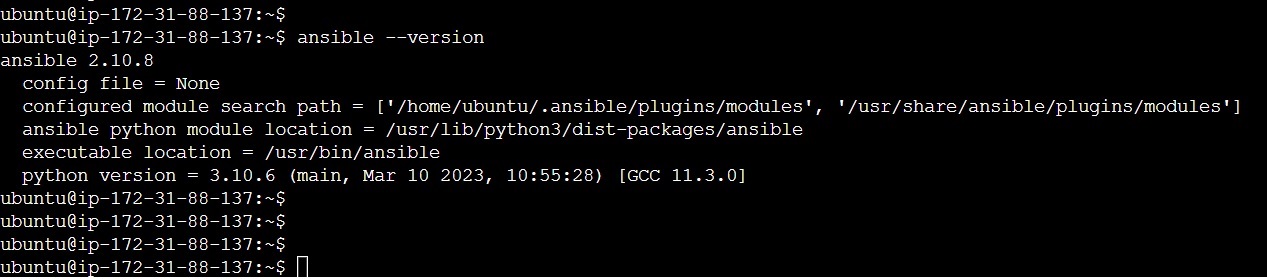 ubuntu@ip-172-31-88-137:~$
ubuntu@ip-172-31-88-137:~$ ansible --version
ansible 2.10.8
  config file = None
  configured module search path = ['/home/ubuntu/.ansible/plugins/modules', '/usr/share/ansible/plugins/modules']
  ansible python module location = /usr/lib/python3/dist-packages/ansible
  executable location = /usr/bin/ansible
  python version = 3.10.6 (main, Mar 10 2023, 10:55:28) [GCC 11.3.0]
ubuntu@ip-172-31-88-137:~$
ubuntu@ip-172-31-88-137:~$
ubuntu@ip-172-31-88-137:~$
ubuntu@ip-172-31-88-137:~$